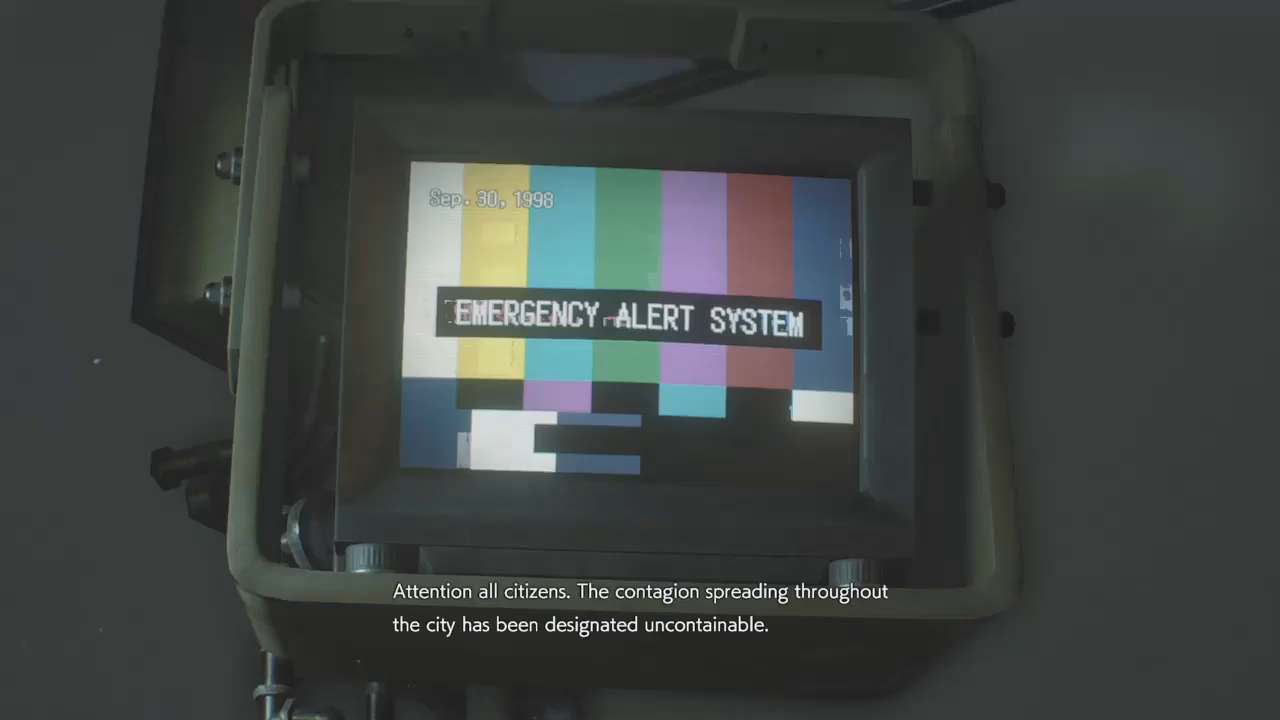 Sep. 30, 1998
EMERGENCY ALERT SYSTEM
Attention all citizens. The contagion spreading throughout
the city has been designated uncontainable.